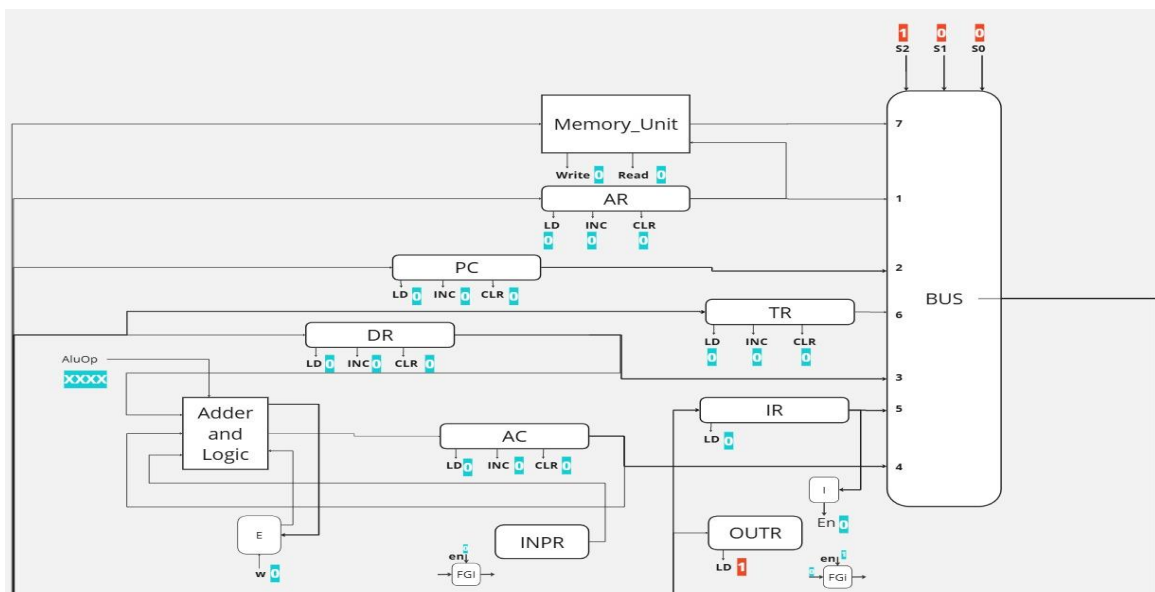 1 0 0
S2 S1 S0
Memory_Unit
7
Write 0 Read 0
AR
1
LD INC CLR
0 0 0
PC
2
LD 0 INC 0 CLR 0
BUS
TR
6
DR
LD INC CLR
0 0 0
LD 0 INC 0 CLR 0
AluOp
XXXX
3
Adder
and
Logic
IR
5
LD 0
AC
4
LD 0 INC 0 CLR 0
I
En 0
E
w 0
INPR
OUTR
LD 1
0
en
FGI
1
en
0
FGi